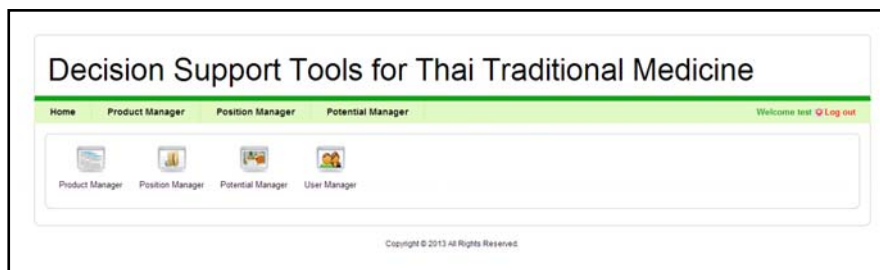 Decision Support Tools for Thai Traditional Medicine
Home Product Manager Position Manager Potential Manager Welcome test Log out
Product Manager Position Manager Potential Manager User Manager
Copyright © 2013 All Rights Reserved.